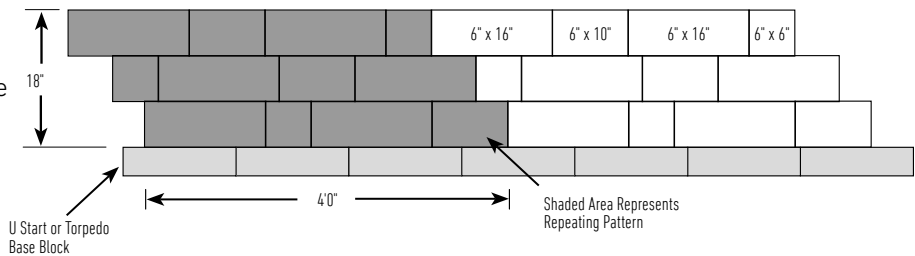 6" x 16"
6" x 10"
6" x 16"
6" x 6"
e
18"
4'0"
U Start or Torpedo
Base Block
Shaded Area Represents
Repeating Pattern